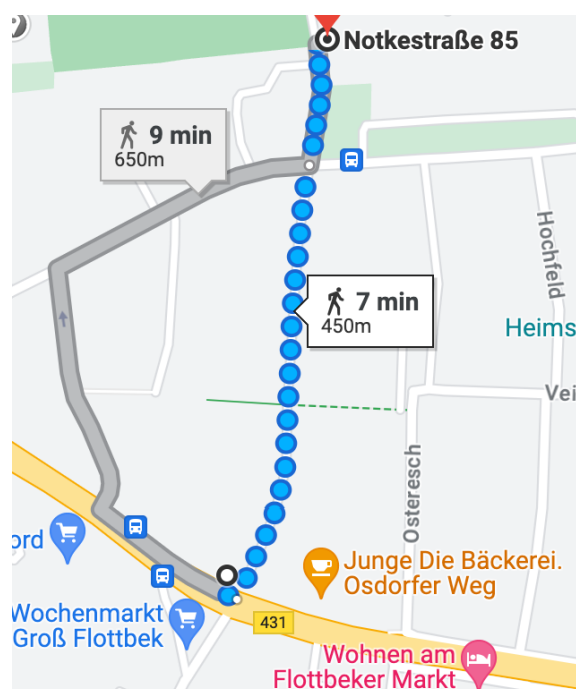 Notkestraße 85
9 min
650m
Hochfeld
7 min
450m
Heims
Vei
Osteresch
ord
Junge Die Bäckerei.
Osdorfer Weg
Wochenmarkt
Groß Flottbek
431
Wohnen am
Flottbeker Markt